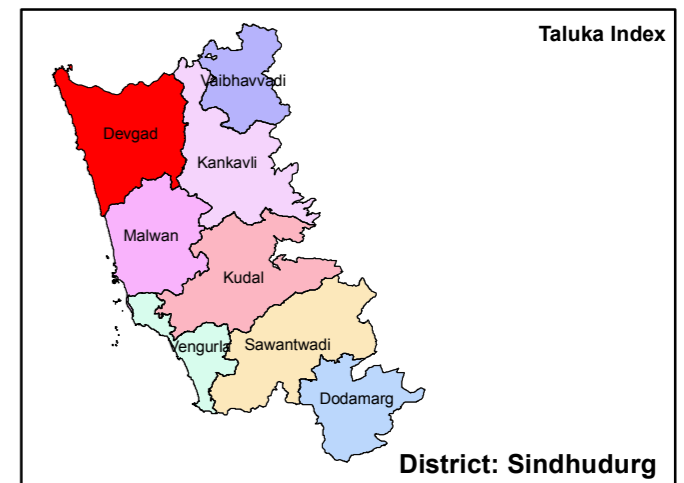 Taluka Index
Vaibhavvadi
Devgad
Kankavli
Malwan
Kudal
Vengurla
Sawantwadi
Dodamarg
District: Sindhudurg